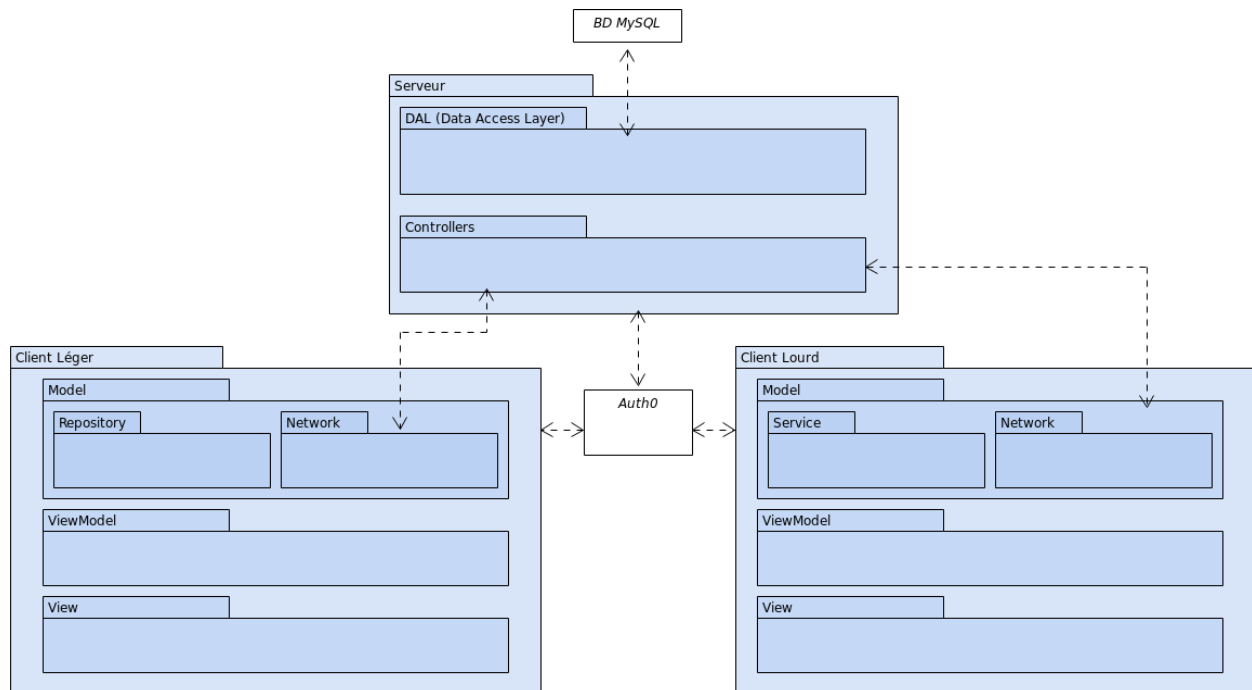 BD MySQL
Serveur
DAL (Data Access Layer)
Controllers
Client Léger
Model
Repository
Network
ViewModel
View
Auth0
Client Lourd
Model
Service
Network
ViewModel
View